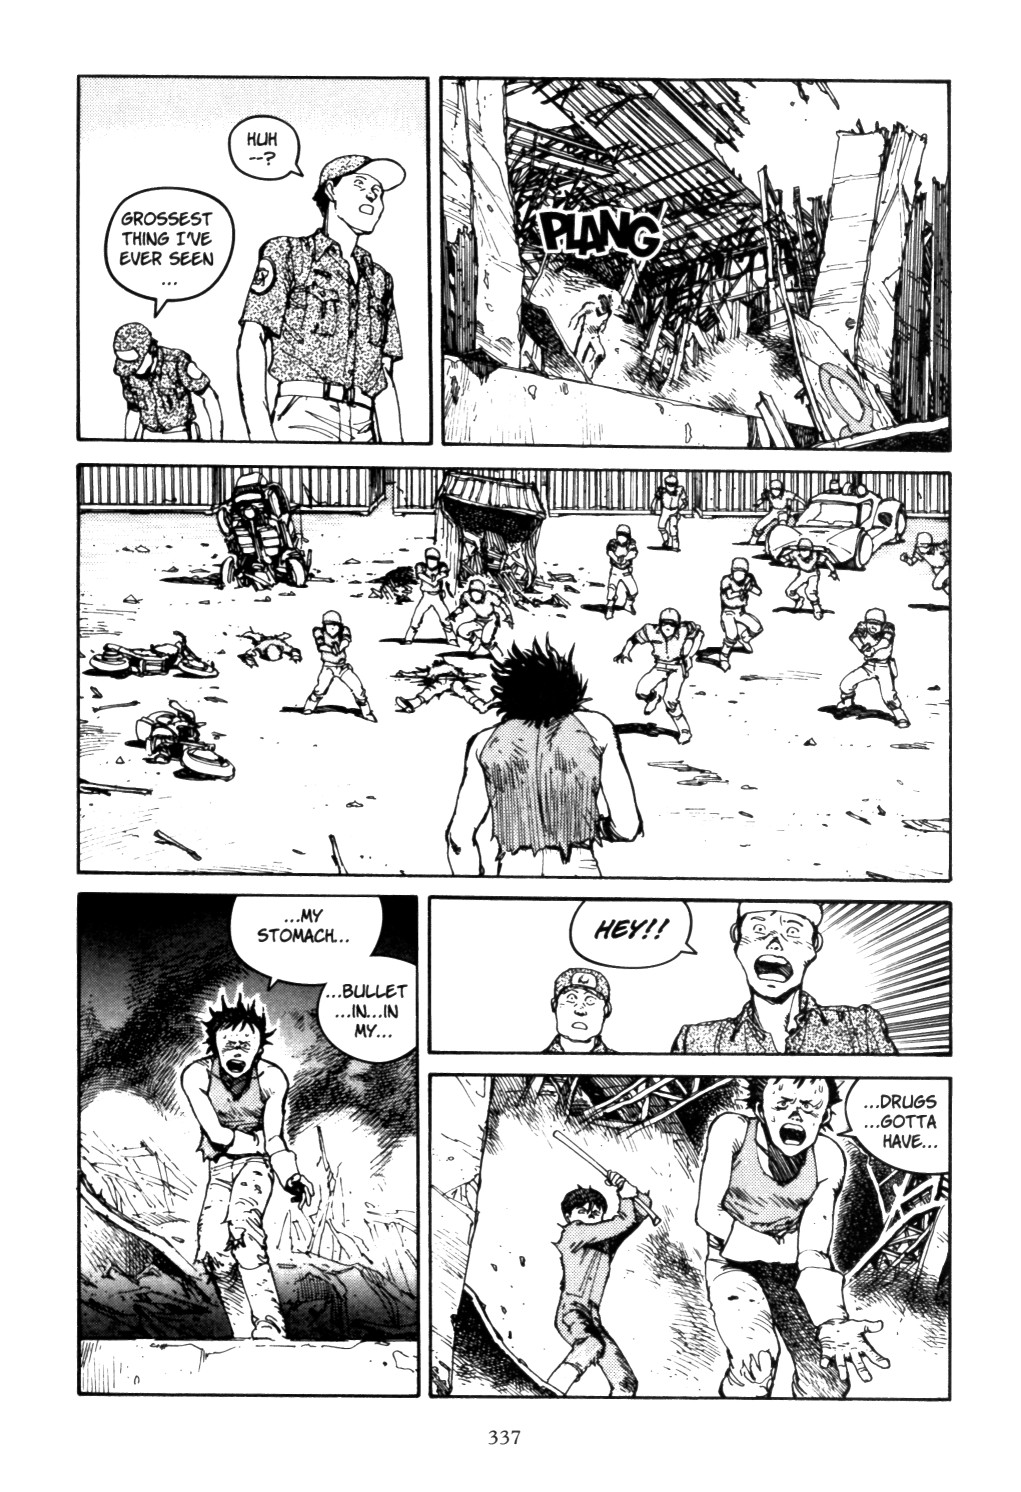 HUH
--?
GROSSEST
THING I'VE
EVER SEEN
...
PLANG
...MY
STOMACH...
...BULLET
...IN...IN
MY...
HEY!!
...DRUGS
...GOTTA
HAVE...
337